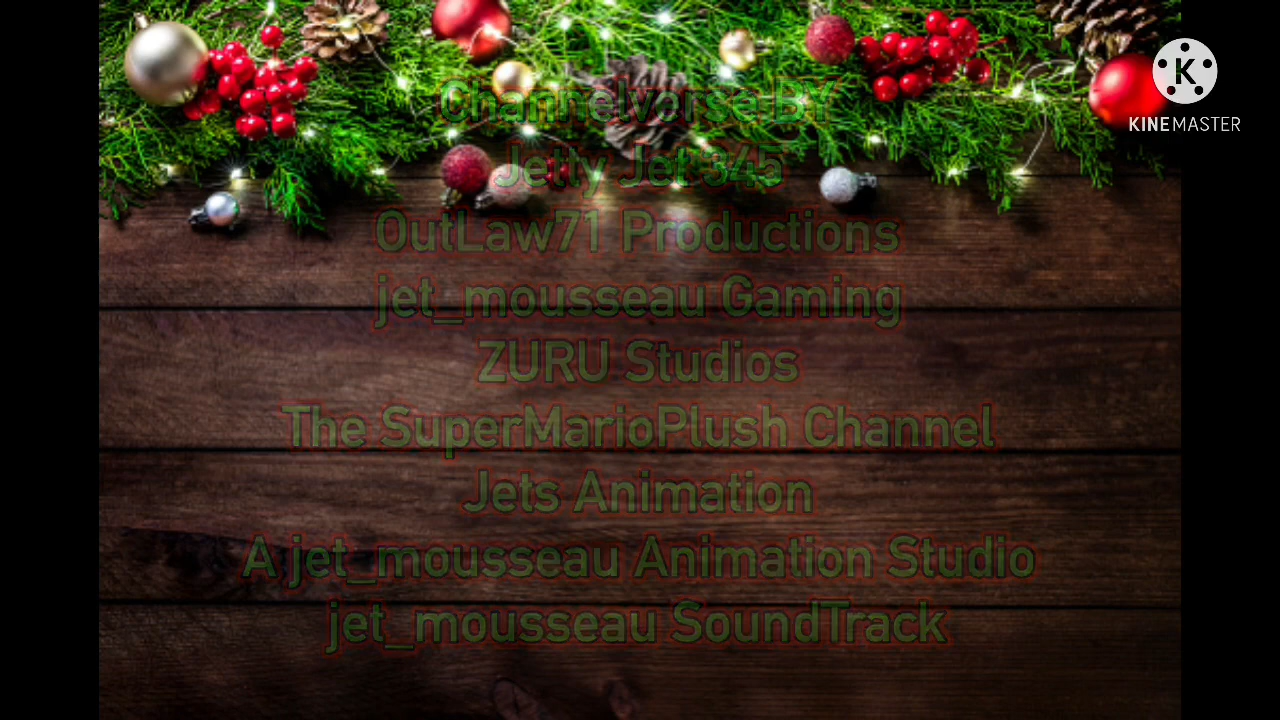 Channelverse BY
Jetty Jet 345
OutLaw71 Productions
jet_mousseau Gaming
ZURU Studios
The SuperMarioPlush Channel
Jets Animation
A jet_mousseau Animation Studio
jet_mousseau SoundTrack
K
KINEMASTER